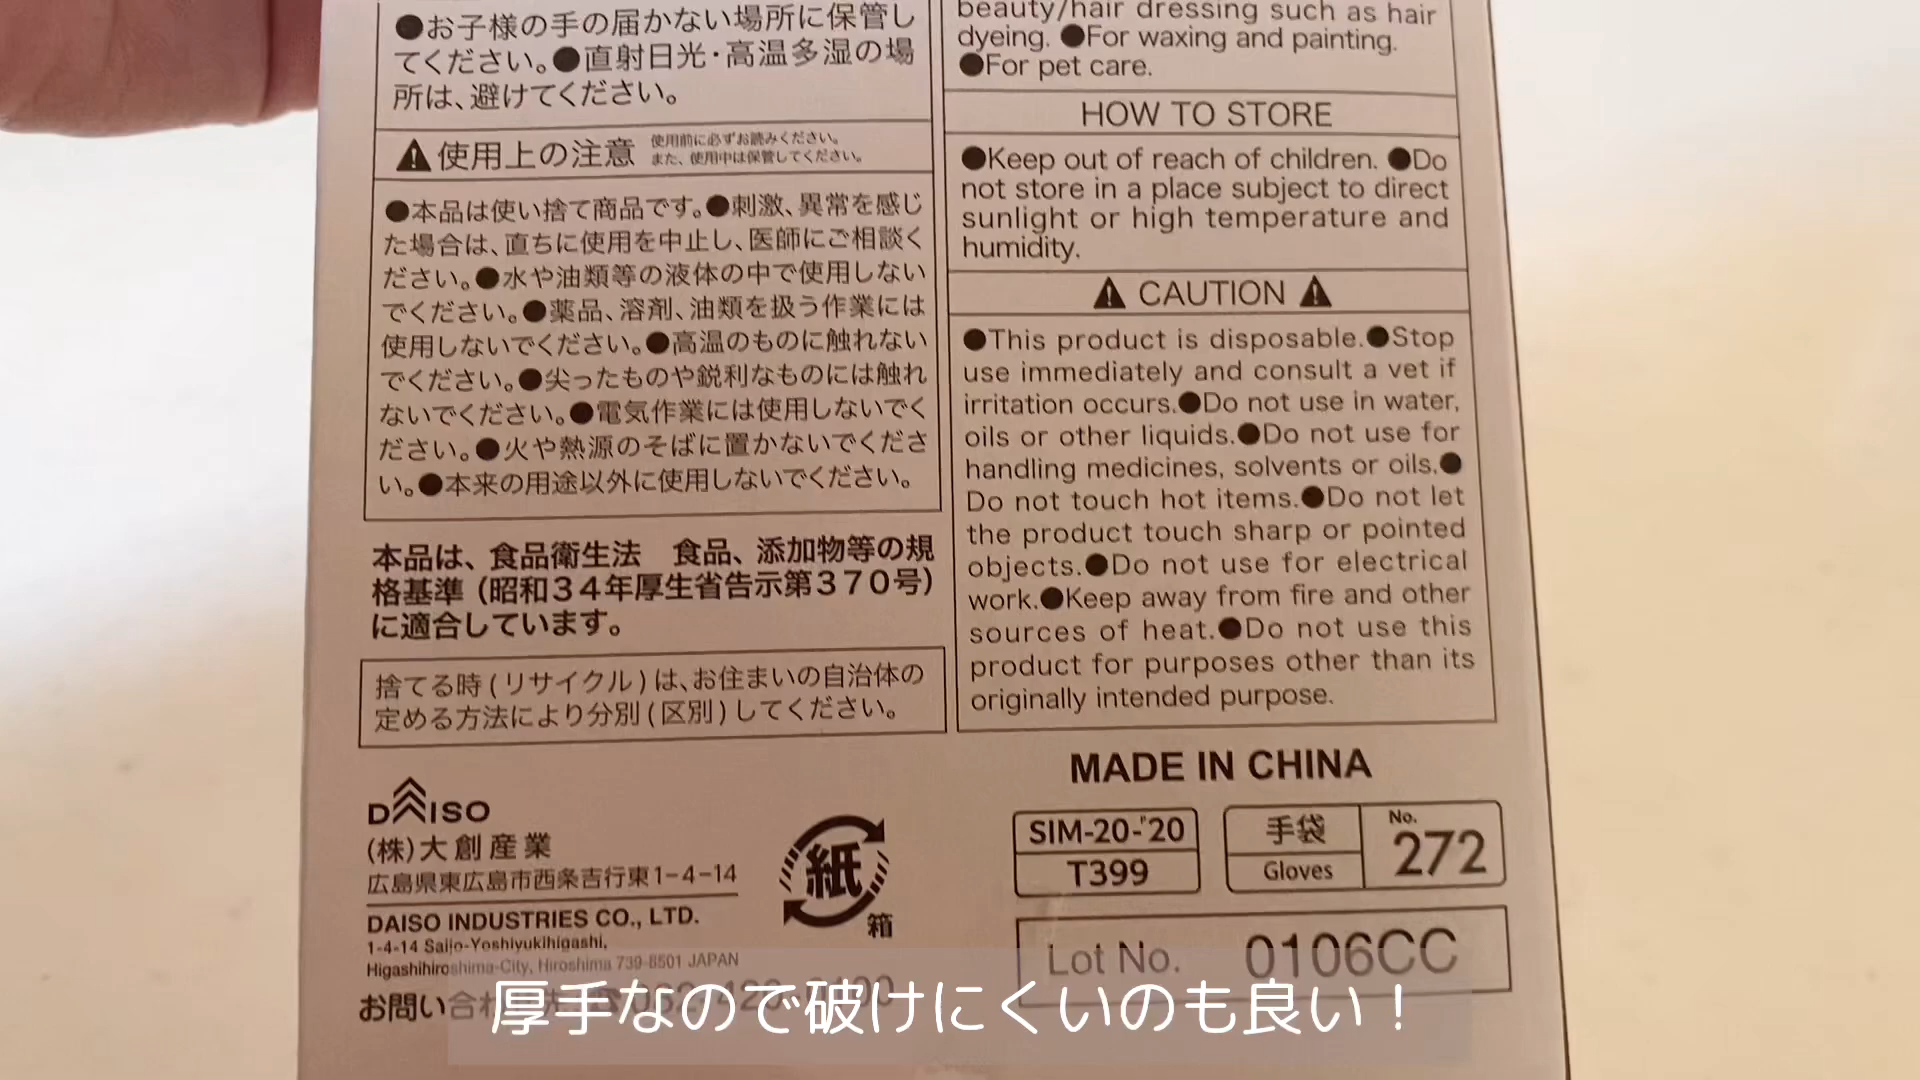 ●お子様の手の届かない場所に保管し
てください。●直射日光・高温多湿の場
所は、避けてください。
⚠使用上の注意
使用前に必ずお読みください。
また、使用中は保管してください。
●本品は使い捨て商品です。●刺激、異常を感じ
た場合は、直ちに使用を中止し、医師にご相談く
ださい。●水や油類等の液体の中で使用しない
でください。●薬品、溶剤、油類を扱う作業には
使用しないでください。●高温のものに触れない
でください。●尖ったものや鋭利なものには触れ
ないでください。●電気作業には使用しないでく
ださい。●火や熱源のそばに置かないでくださ
い。●本来の用途以外に使用しないでください。
本品は、食品衛生法　食品、添加物等の規
格基準（昭和34年厚生省告示第370号）
に適合しています。
捨てる時(リサイクル)は、お住まいの自治体の
定める方法により分別(区別)してください。
DAISO
(株)大創産業
広島県東広島市西条吉行東1-4-14
DAISO INDUSTRIES CO., LTD.
1-4-14 Saijo-Yoshiyukihigashi,
Higashihiroshima-City, Hiroshima 739-8501 JAPAN
お問い合
紙
箱
beauty/hair dressing such as hair
dyeing. ●For waxing and painting.
●For pet care.
HOW TO STORE
●Keep out of reach of children. ●Do
not store in a place subject to direct
sunlight or high temperature and
humidity.
⚠ CAUTION ⚠
●This product is disposable.●Stop
use immediately and consult a vet if
irritation occurs.●Do not use in water,
oils or other liquids.●Do not use for
handling medicines, solvents or oils.●
Do not touch hot items.●Do not let
the product touch sharp or pointed
objects.●Do not use for electrical
work.●Keep away from fire and other
sources of heat.●Do not use this
product for purposes other than its
originally intended purpose.
MADE IN CHINA
SIM-20-'20
T399
手袋
Gloves
No.
272
Lot No. 0106CC
厚手なので破けにくいのも良い！